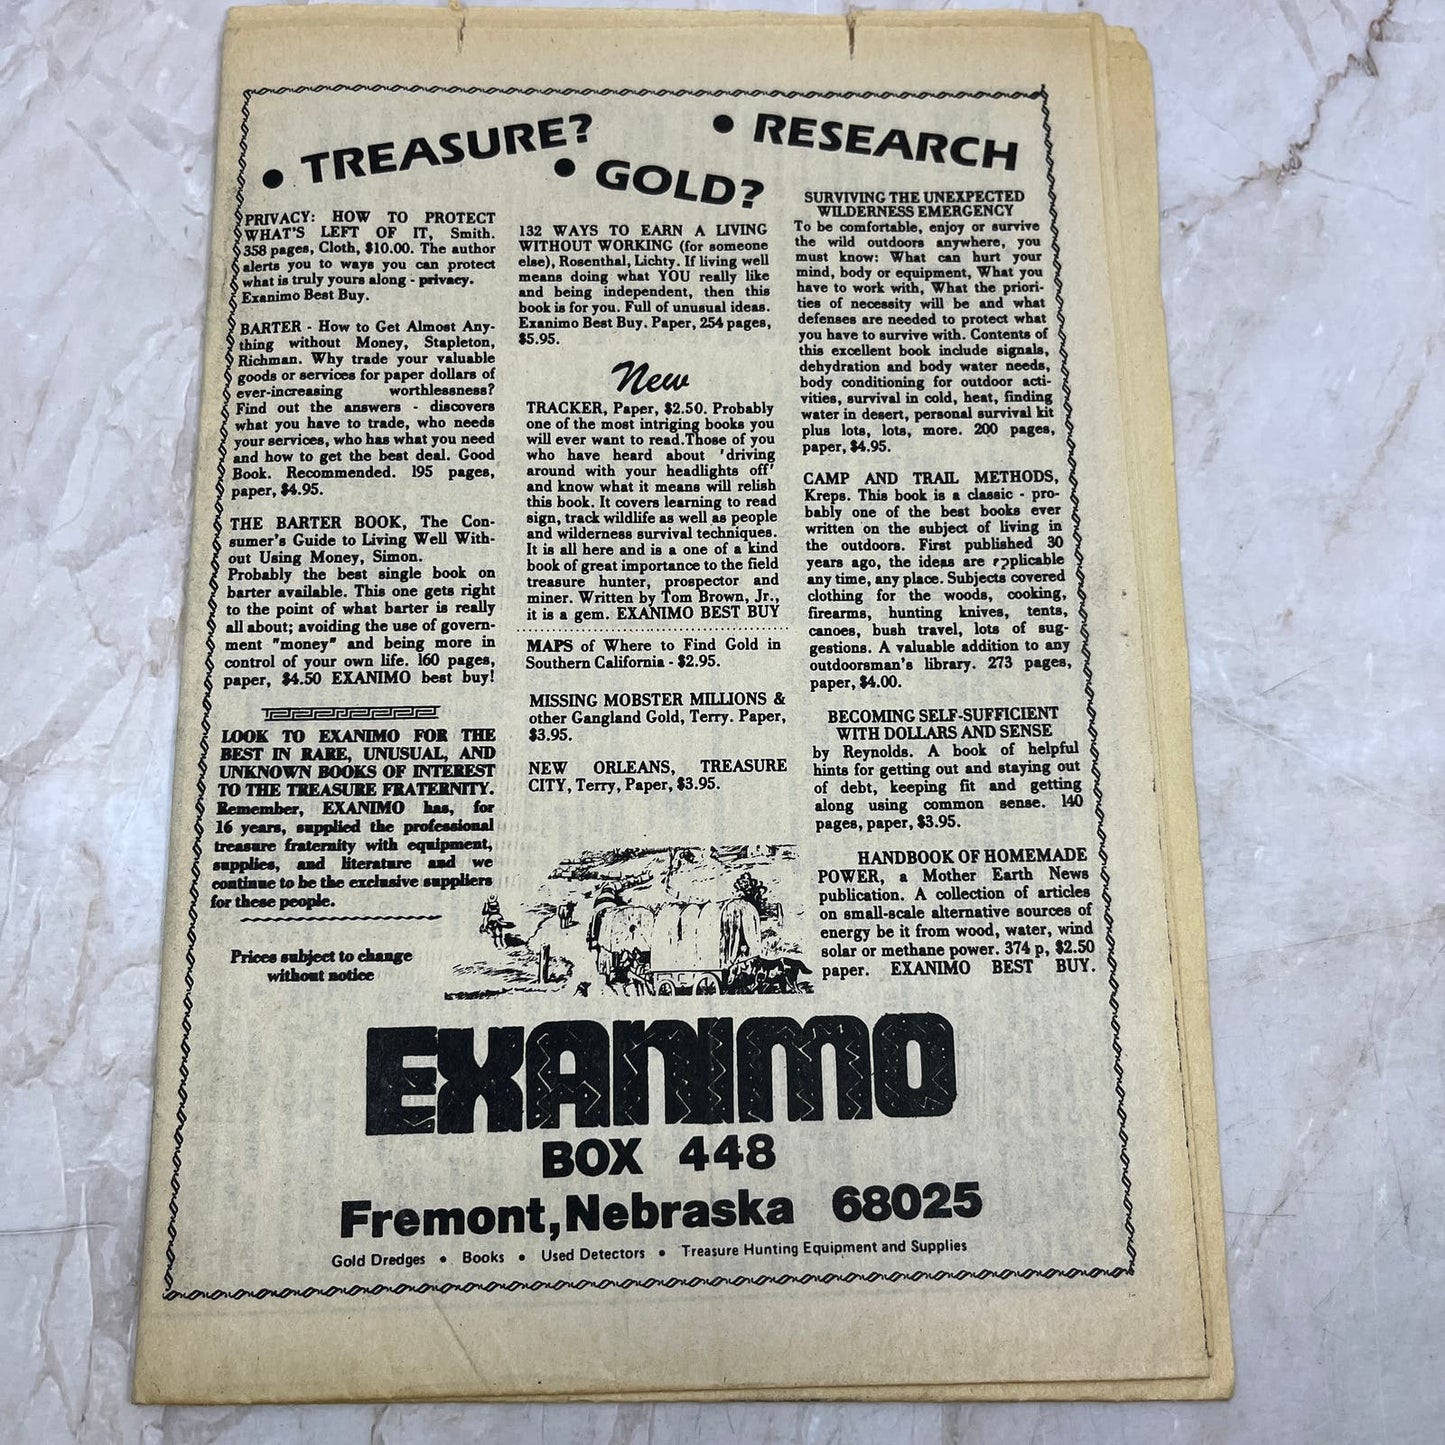 • TREASURE?
• GOLD?
• RESEARCH
PRIVACY: HOW TO PROTECT
WHAT'S LEFT OF IT, Smith.
358 pages, Cloth, $10.00. The author
alerts you to ways you can protect
what is truly yours along - privacy.
Exanimo Best Buy.
BARTER - How to Get Almost Any-
thing without Money, Stapleton,
Richman. Why trade your valuable
goods or services for paper dollars of
ever-increasing worthlessness?
Find out the answers - discovers
what you have to trade, who needs
your services, who has what you need
and how to get the best deal. Good
Book. Recommended. 195 pages,
paper, $4.95.
THE BARTER BOOK, The Con-
sumer's Guide to Living Well With-
out Using Money, Simon.
Probably the best single book on
barter available. This one gets right
to the point of what barter is really
all about; avoiding the use of govern-
ment "money" and being more in
control of your own life. 160 pages,
paper, $4.50 EXANIMO best buy!
LOOK TO EXANIMO FOR THE
BEST IN RARE, UNUSUAL, AND
UNKNOWN BOOKS OF INTEREST
TO THE TREASURE FRATERNITY.
Remember, EXANIMO has, for
16 years, supplied the professional
treasure fraternity with equipment,
supplies, and literature and we
continue to be the exclusive suppliers
for these people.
Prices subject to change
without notice
132 WAYS TO EARN A LIVING
WITHOUT WORKING (for someone
else), Rosenthal, Lichty. If living well
means doing what YOU really like
and being independent, then this
book is for you. Full of unusual ideas.
Exanimo Best Buy. Paper, 254 pages,
$5.95.
New
TRACKER, Paper, $2.50. Probably
one of the most intriging books you
will ever want to read.Those of you
who have heard about 'driving
around with your headlights off'
and know what it means will relish
this book. It covers learning to read
sign, track wildlife as well as people
and wilderness survival techniques.
It is all here and is a one of a kind
book of great importance to the field
treasure hunter, prospector and
miner. Written by Tom Brown, Jr.,
it is a gem. EXANIMO BEST BUY
MAPS of Where to Find Gold in
Southern California - $2.95.
MISSING MOBSTER MILLIONS &
other Gangland Gold, Terry. Paper,
$3.95.
NEW ORLEANS, TREASURE
CITY, Terry, Paper, $3.95.
SURVIVING THE UNEXPECTED
WILDERNESS EMERGENCY
To be comfortable, enjoy or survive
the wild outdoors anywhere, you
must know: What can hurt your
mind, body or equipment, What you
have to work with, What the priori-
ties of necessity will be and what
defenses are needed to protect what
you have to survive with. Contents of
this excellent book include signals,
dehydration and body water needs,
body conditioning for outdoor acti-
vities, survival in cold, heat, finding
water in desert, personal survival kit
plus lots, lots, more. 200 pages,
paper, $4.95.
CAMP AND TRAIL METHODS,
Kreps. This book is a classic - pro-
bably one of the best books ever
written on the subject of living in
the outdoors. First published 30
years ago, the ideas are applicable
any time, any place. Subjects covered
clothing for the woods, cooking,
firearms, hunting knives, tents,
canoes, bush travel, lots of sug-
gestions. A valuable addition to any
outdoorsman's library. 273 pages,
paper, $4.00.
BECOMING SELF-SUFFICIENT
WITH DOLLARS AND SENSE
by Reynolds. A book of helpful
hints for getting out and staying out
of debt, keeping fit and getting
along using common sense. 140
pages, paper, $3.95.
HANDBOOK OF HOMEMADE
POWER, a Mother Earth News
publication. A collection of articles
on small-scale alternative sources of
energy be it from wood, water, wind
solar or methane power. 374 p, $2.50
paper. EXANIMO BEST BUY.
EXANIMO
BOX 448
Fremont,Nebraska 68025
Gold Dredges • Books • Used Detectors • Treasure Hunting Equipment and Supplies